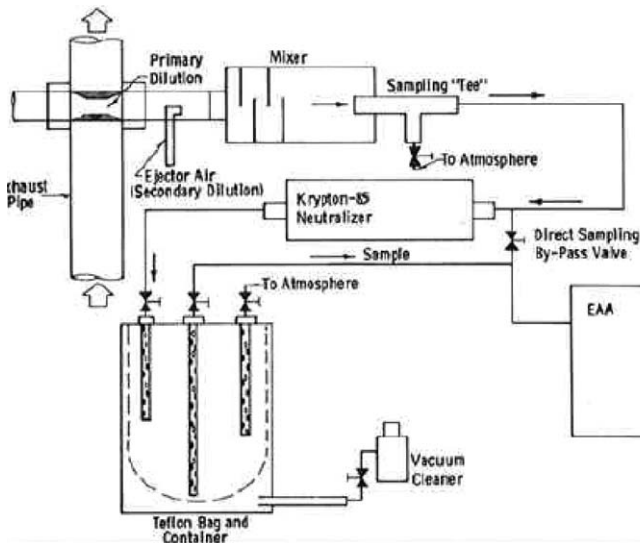 Primary
Dilution
Mixer
Sampling "Tee"
Ejector Air
(Secondary Dilution)
To Atmosphere
xhaust
Pipe
Krypton-85
Neutralizer
Direct Sampling
By-Pass Valve
Sample
To Atmosphere
EAA
Vacuum
Cleaner
Teflon Bag and
Container